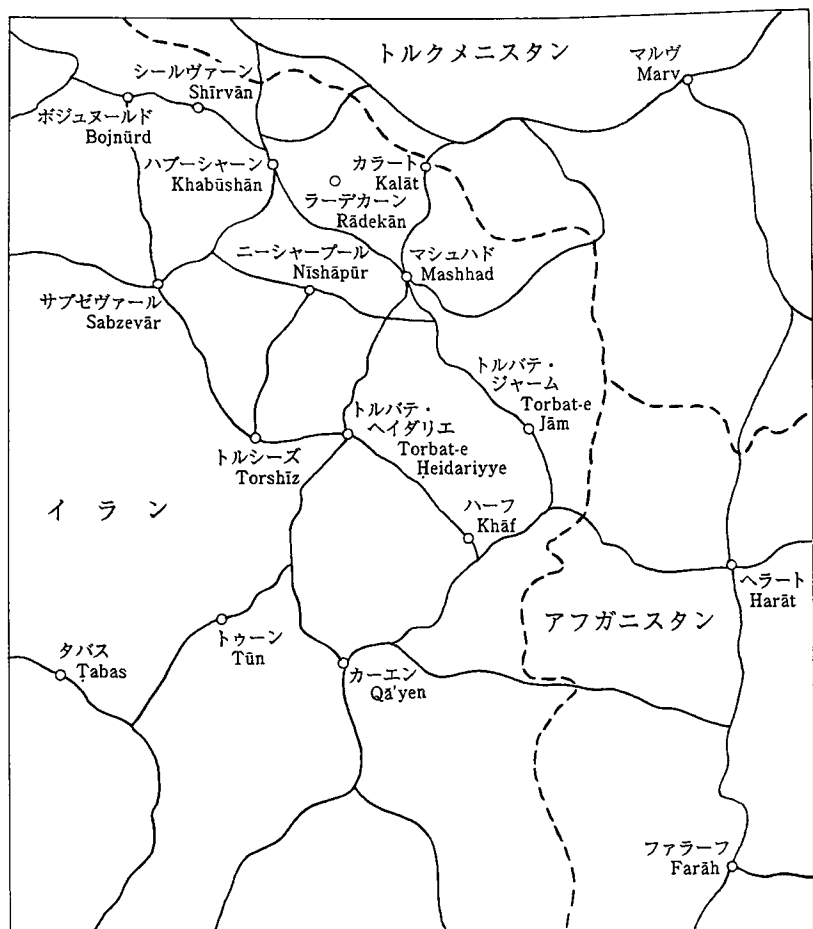 トルクメニスタン
マルヴ
Marv
シールヴァーン
Shīrvān
ボジュヌールド
Bojnūrd
ハブーシャーン
Khabūshān
カラート
Kalāt
ラーデカーン
Rādekān
ニーシャープール
Nīshāpūr
マシュハド
Mashhad
サブゼヴァール
Sabzevār
トルバテ・
ジャーム
Torbat-e
Jām
トルバテ・
ヘイダリエ
Torbat-e
Ḥeidariyye
トルシーズ
Torshīz
イラン
ハーフ
Khāf
ヘラート
Harāt
アフガニスタン
トゥーン
Tūn
タバス
Ṭabas
カーエン
Qā'yen
ファラーフ
Farāh